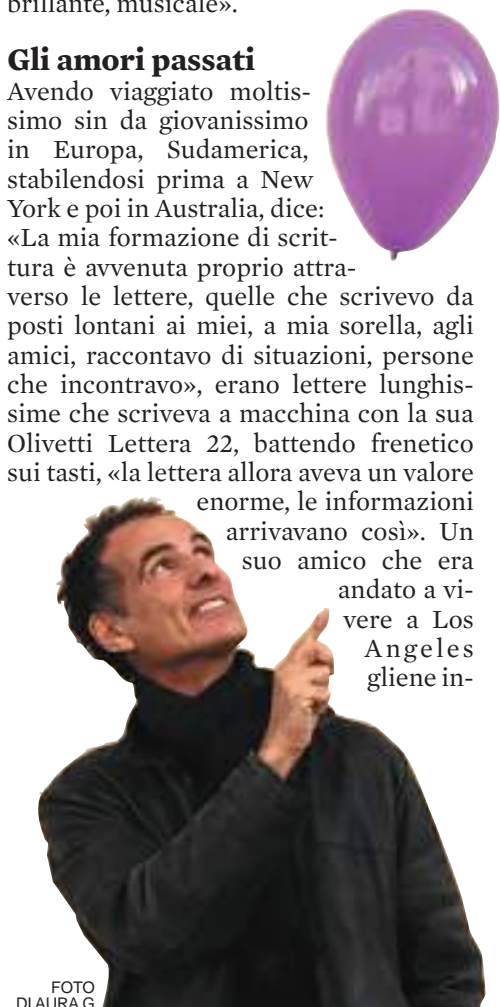 brillante, musicale».
Gli amori passati
Avendo viaggiato moltis-
simo sin da giovanissimo
in Europa, Sudamerica,
stabilendosi prima a New
York e poi in Australia, dice:
«La mia formazione di scrit-
tura è avvenuta proprio attra-
verso le lettere, quelle che scrivevo da
posti lontani ai miei, a mia sorella, agli
amici, raccontavo di situazioni, persone
che incontravo», erano lettere lunghis-
sime che scriveva a macchina con la sua
Olivetti Lettera 22, battendo frenetico
sui tasti, «la lettera allora aveva un valore
enorme, le informazioni
arrivavano così». Un
suo amico che era
andato a vi-
vere a Los
Angeles
gliene in-
FOTO
DI AURA G